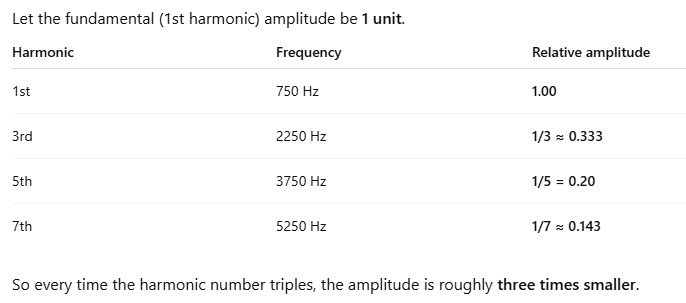 Let the fundamental (1st harmonic) amplitude be 1 unit.
Harmonic Frequency Relative amplitude
1st 750 Hz 1.00
3rd 2250 Hz 1/3 ≈ 0.333
5th 3750 Hz 1/5 = 0.20
7th 5250 Hz 1/7 ≈ 0.143
So every time the harmonic number triples, the amplitude is roughly three times smaller.